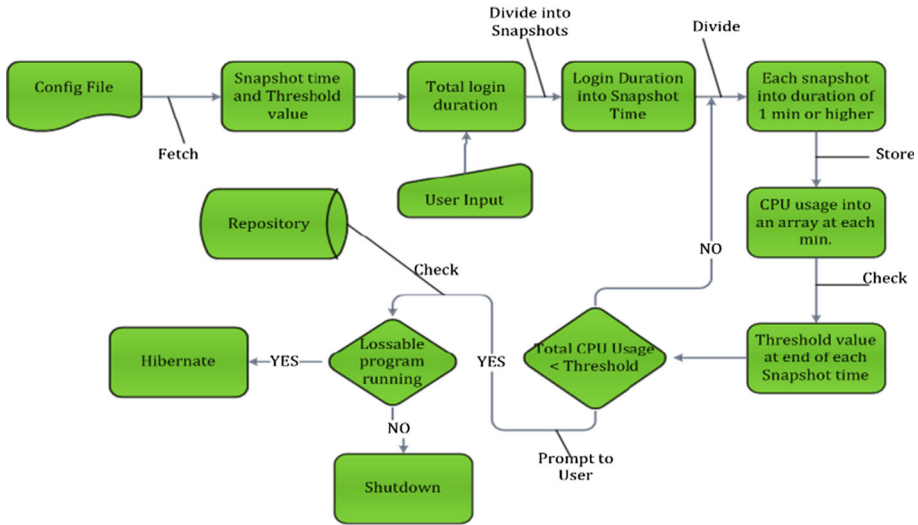 Divide into
Snapshots
Divide
Config File
Snapshot time
and Threshold
value
Total login
duration
Login Duration
into Snapshot
Time
Each snapshot
into duration of
1 min or higher
Fetch
Store
User Input
Repository
CPU usage into
an array at each
min.
NO
Check
Check
Hibernate
YES
Lossable
program
running
YES
Total CPU Usage
< Threshold
Threshold value
at end of each
Snapshot time
NO
Prompt to
User
Shutdown